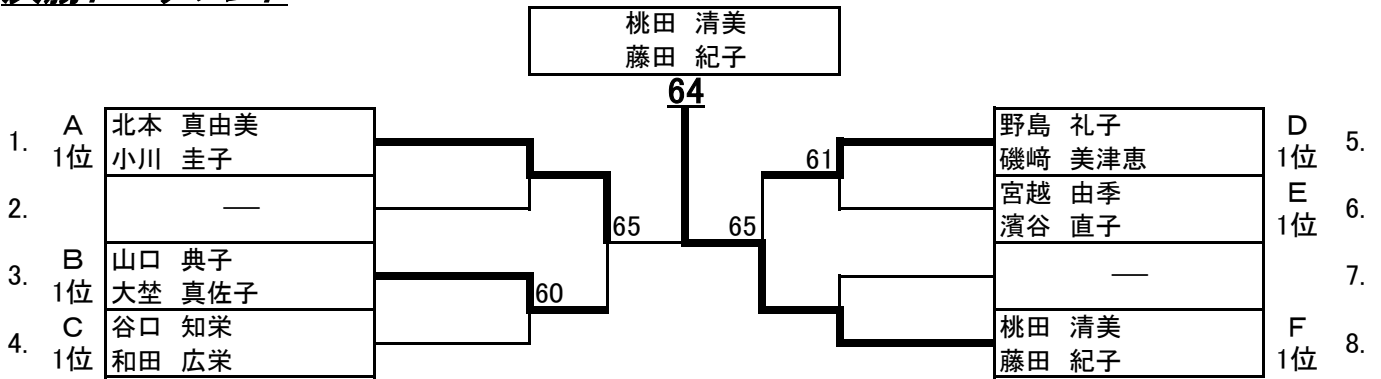 桃田 清美
藤田 紀子
64
1. A 1位 北本 真由美
小川 圭子
2. ―
65
3. B 1位 山口 典子
大埜 真佐子
60
4. C 1位 谷口 知栄
和田 広栄
野島 礼子 D 1位 5.
磯﨑 美津恵
61
宮越 由季 E 1位 6.
濱谷 直子
65
― 7.
桃田 清美 F 1位 8.
藤田 紀子